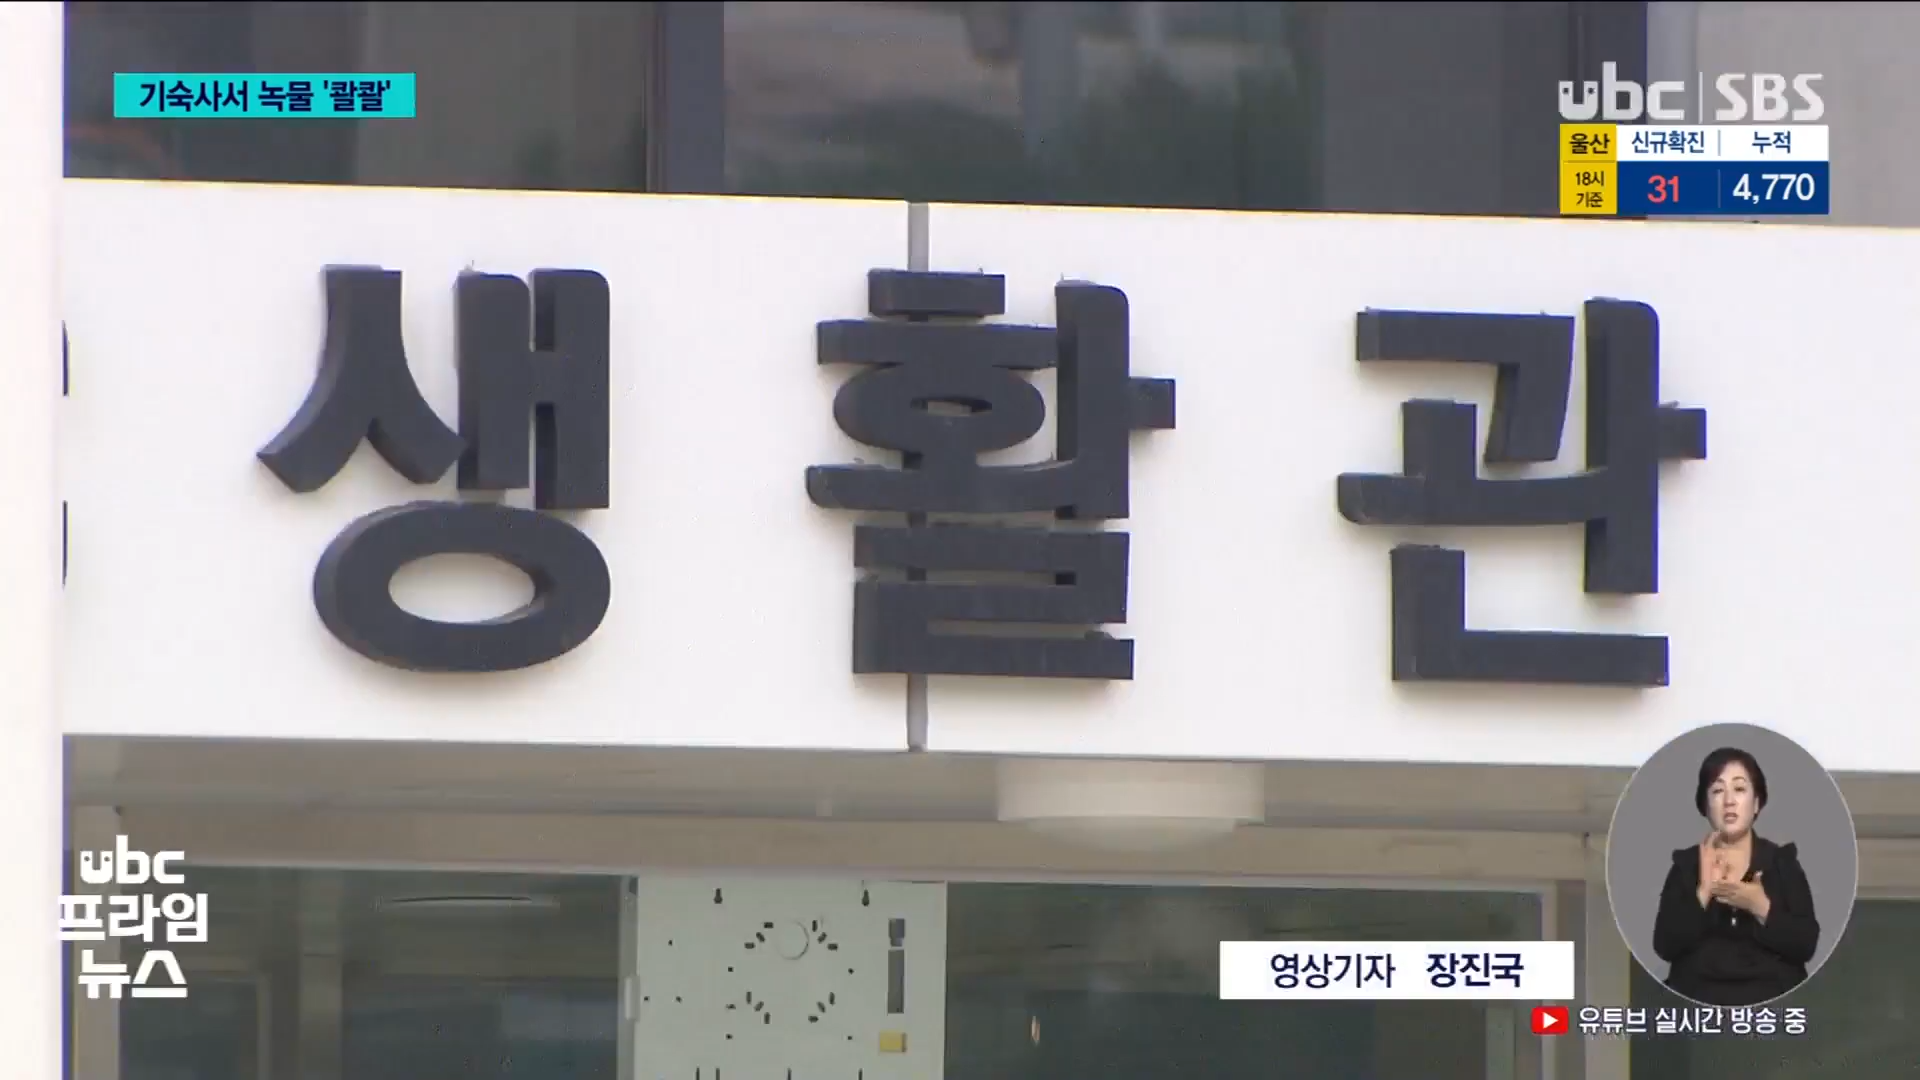 기숙사서 녹물 '콸콸'
ubc SBS
울산 신규확진 누적
18시 기준 31 4,770
생활관
ubc
프라임
뉴스
영상기자 장진국
유튜브 실시간 방송 중